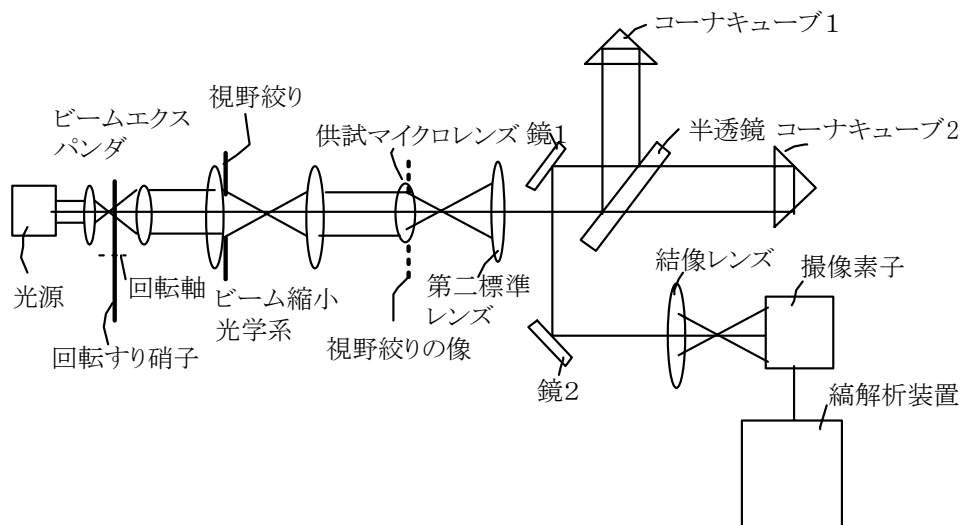 コーナキューブ1
視野絞り
ビームエクス
パンダ
供試マイクロレンズ
鏡1
半透鏡
コーナキューブ2
光源
回転軸
ビーム縮小
光学系
第二標準
レンズ
結像レンズ
撮像素子
回転すり硝子
視野絞りの像
鏡2
縞解析装置